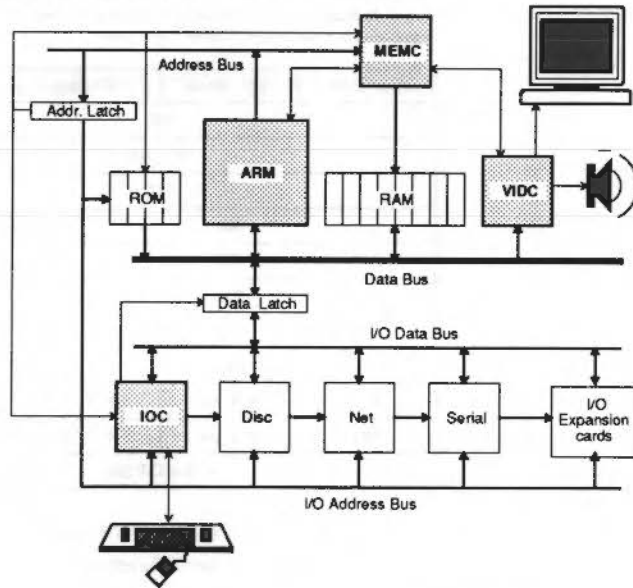 MEMC
Address Bus
Addr. Latch
ARM
ROM
RAM
VIDC
Data Bus
Data Latch
I/O Data Bus
IOC
Disc
Net
Serial
I/O
Expansion
cards
I/O Address Bus